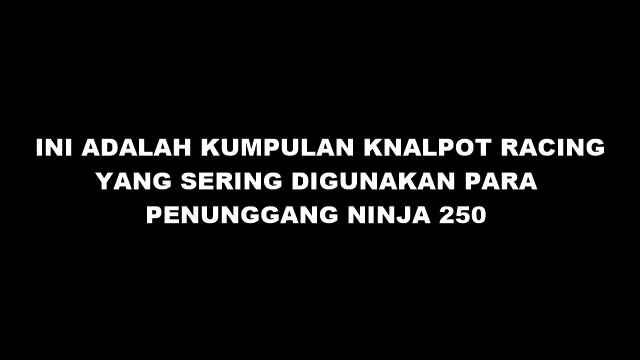 INI ADALAH KUMPULAN KNALPOT RACING
YANG SERING DIGUNAKAN PARA
PENUNGGANG NINJA 250